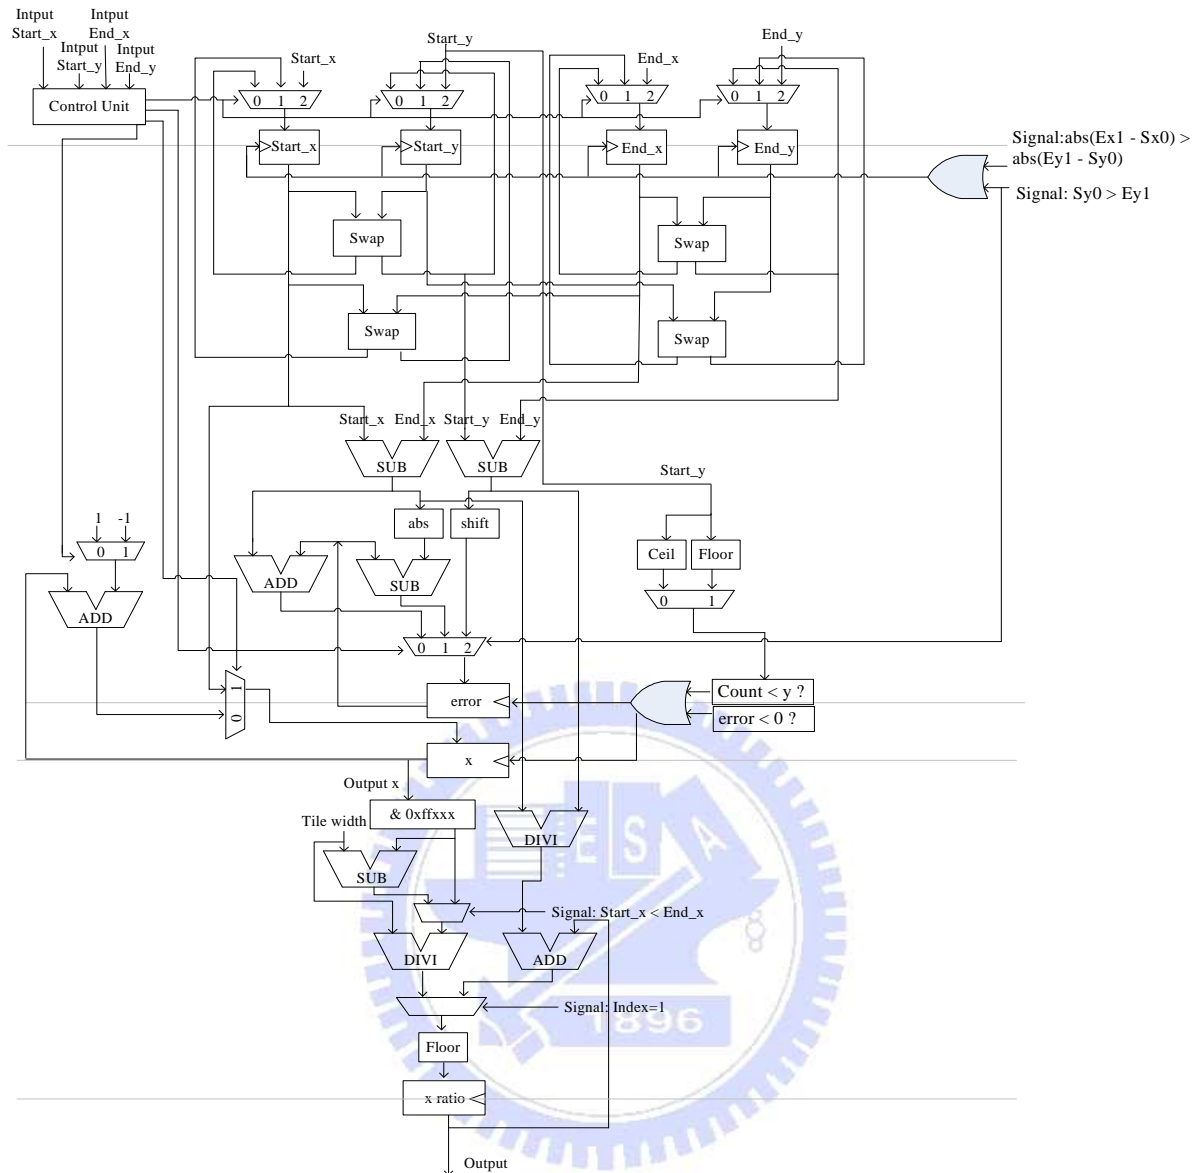 Intput
Start_x
Intput
End_x
Intput
Start_y
Intput
End_y
Start_x
Start_y
End_x
End_y
Control Unit
0 1 2
0 1 2
0 1 2
0 1 2
Start_x
Start_y
End_x
End_y
Signal:abs(Ex1 - Sx0) >
abs(Ey1 - Sy0)
Signal: Sy0 > Ey1
Swap
Swap
Swap
Swap
Start_x
End_x
Start_y
End_y
SUB
SUB
Start_y
abs
shift
1 -1
0 1
Ceil
Floor
ADD
SUB
ADD
0 1
0 1 2
1
0
error
Count < y ?
error < 0 ?
x
Output x
& 0xffxxx
Tile width
DIVI
ESA
SUB
Signal: Start_x < End_x
DIVI
ADD
Signal: Index=1
1896
Floor
x ratio
Output